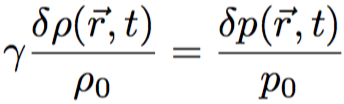 γ δρ(r⃗, t)/ρ₀ = δp(r⃗, t)/p₀